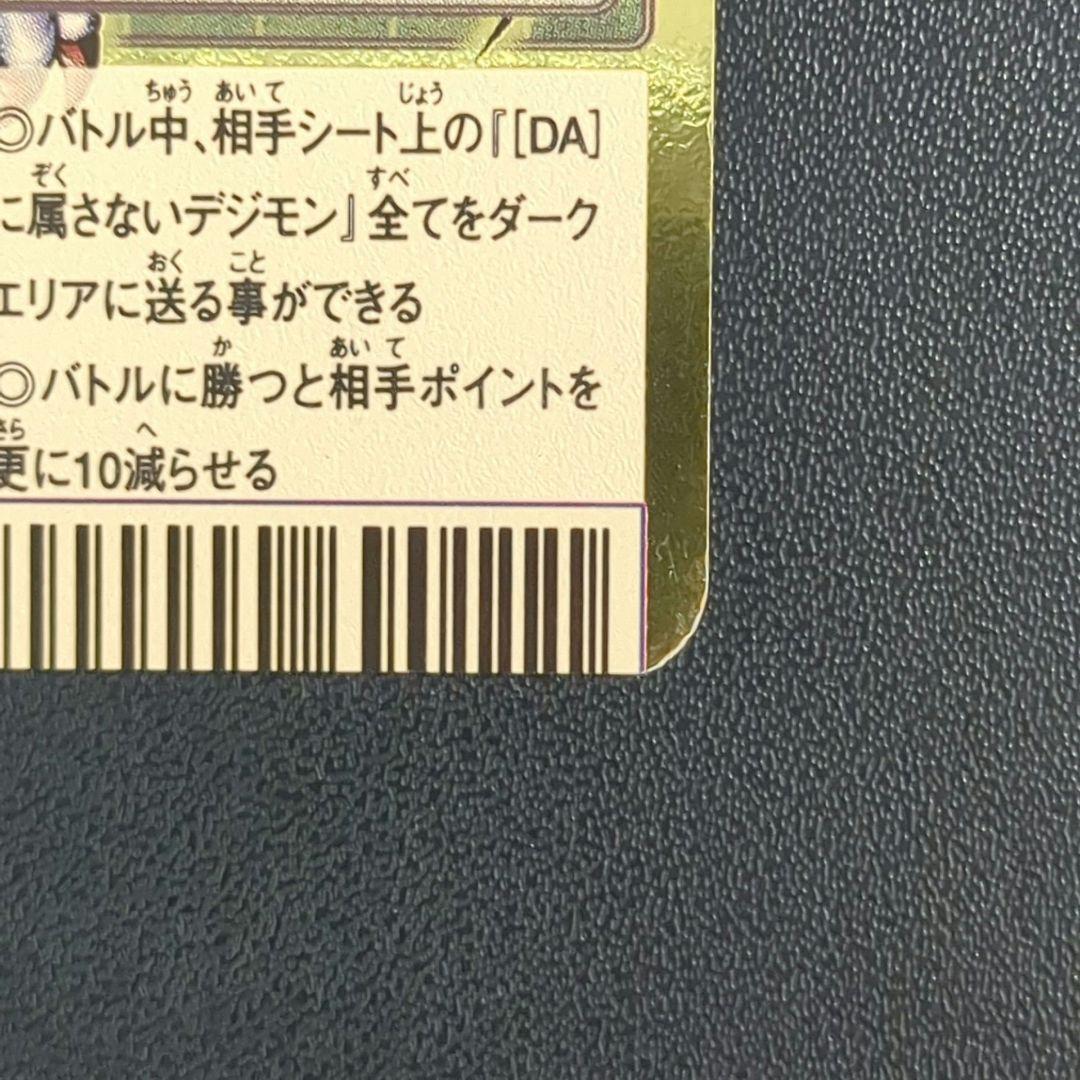 ◎バトル中、相手シート上の『[DA]
に属さないデジモン』全てをダーク
エリアに送る事ができる
◎バトルに勝つと相手ポイントを
更に10減らせる